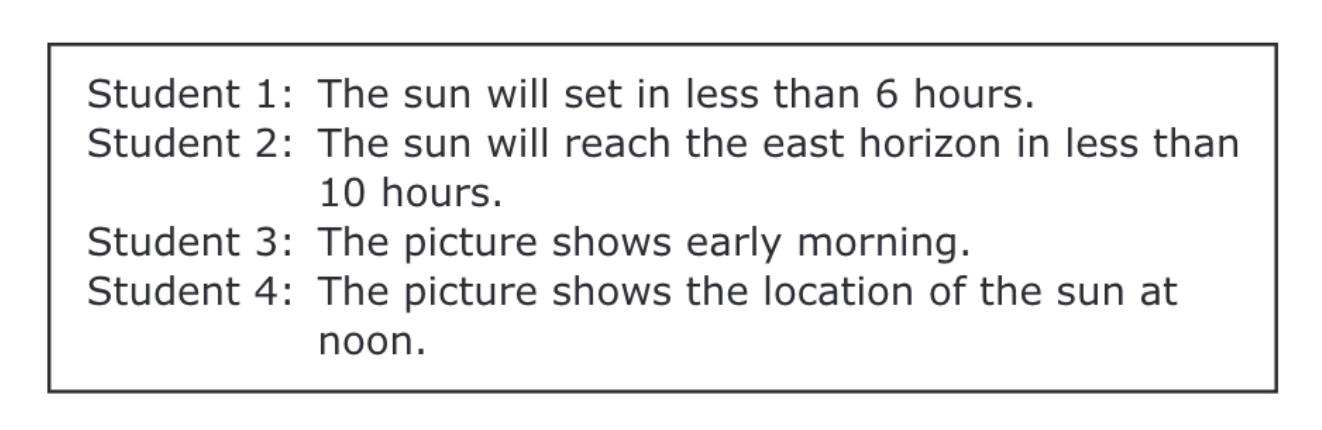 Student 1: The sun will set in less than 6 hours.
Student 2: The sun will reach the east horizon in less than
10 hours.
Student 3: The picture shows early morning.
Student 4: The picture shows the location of the sun at
noon.